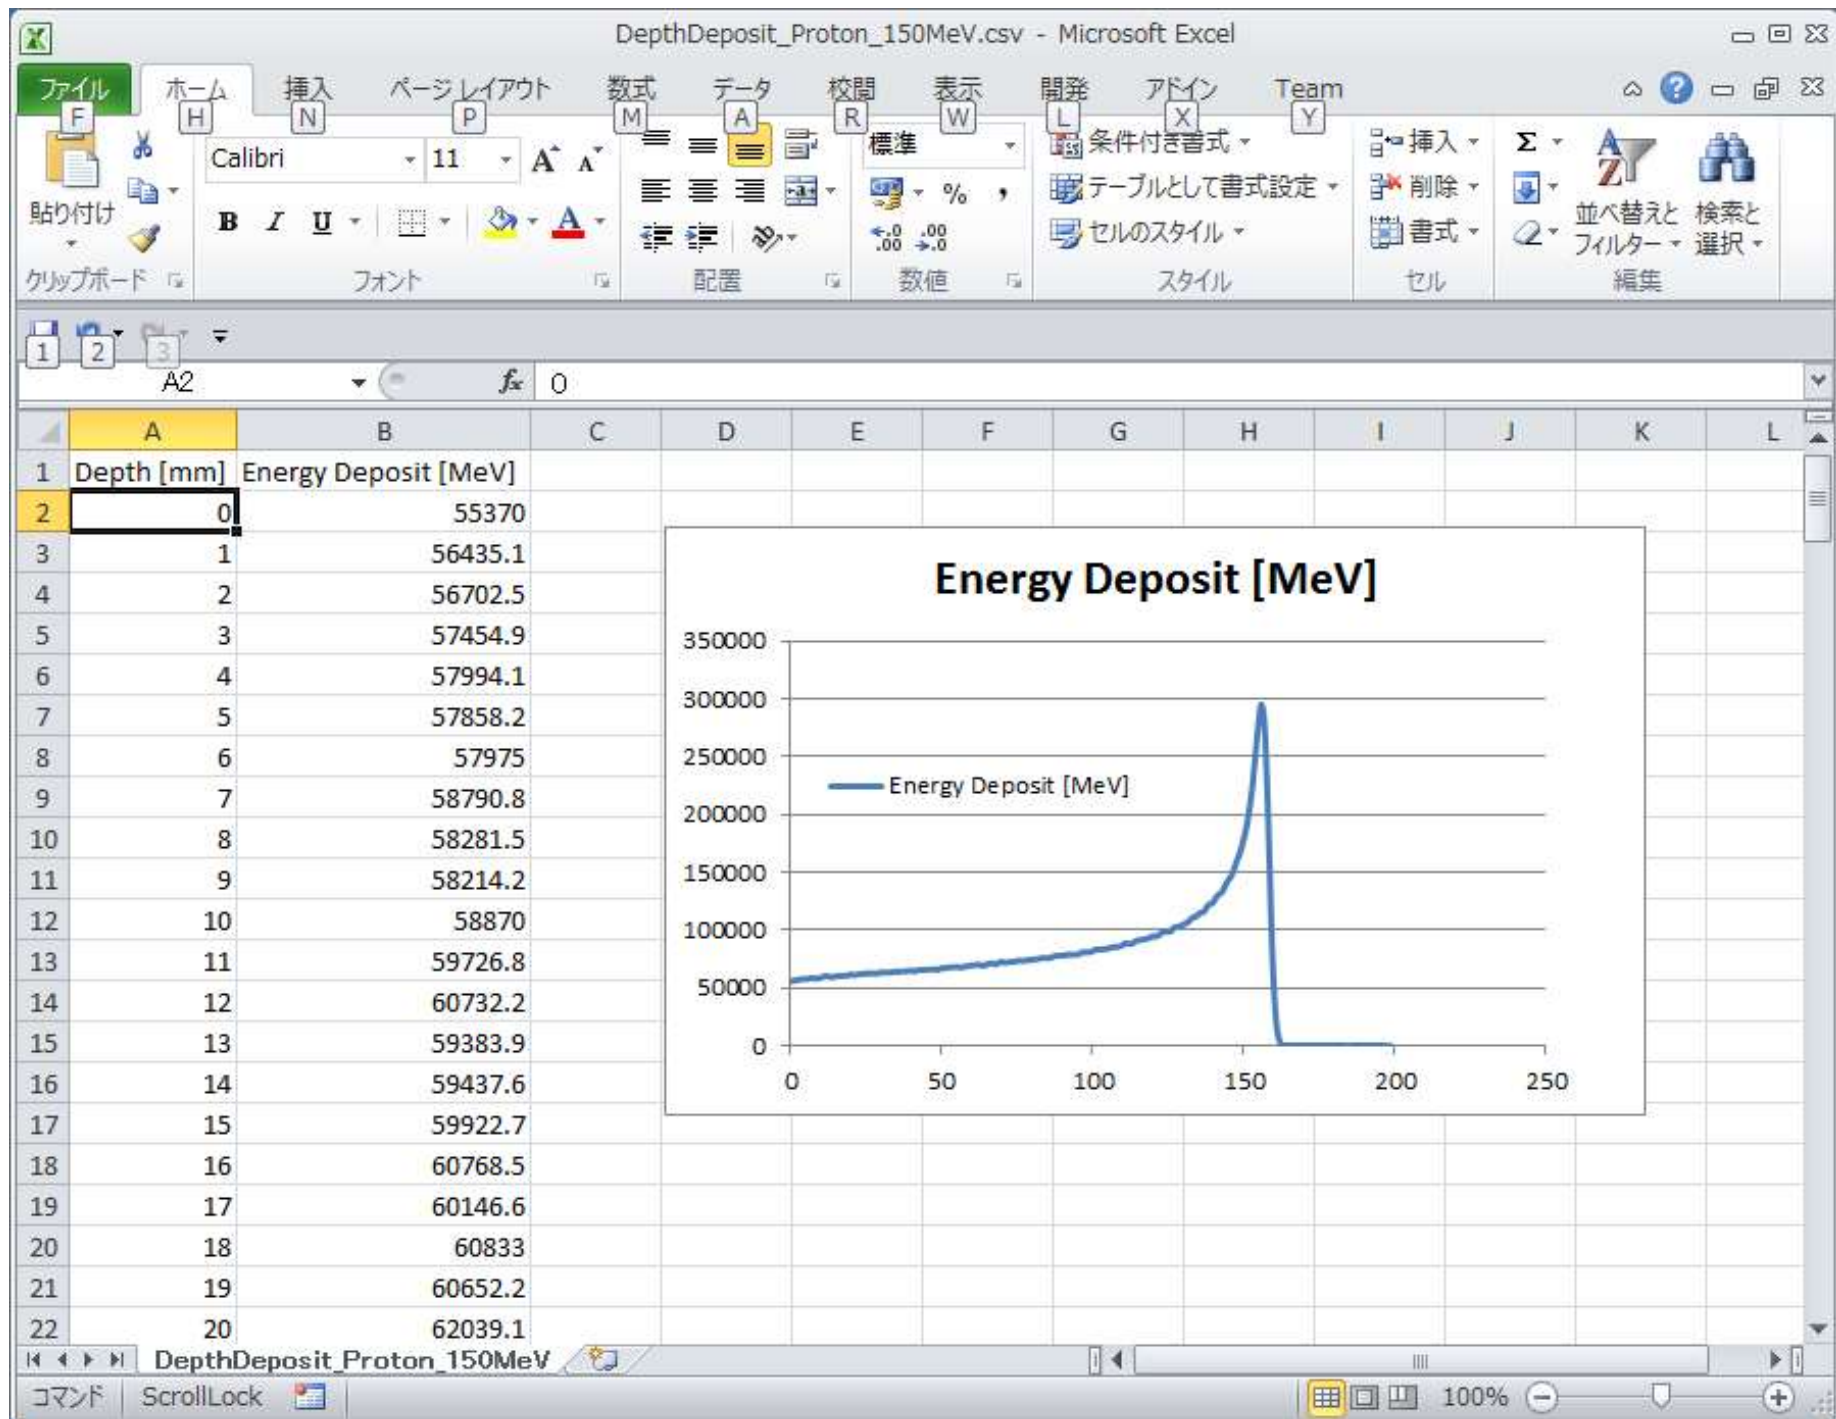 DepthDeposit_Proton_150MeV.csv - Microsoft Excel
ファイル ホーム 挿入 ページ レイアウト 数式 データ 校閲 表示 開発 アドイン Team
F H N P M A R W L X Y
貼り付け
Calibri 11 A A
B I U A
標準
% ,
条件付き書式
テーブルとして書式設定
セルのスタイル
挿入
削除
書式
Σ
並べ替えと
フィルター
検索と
選択
クリップボード フォント 配置 数値 スタイル セル 編集
1 2 3
A2 fx 0
A B C D E F G H I J K L
1 Depth [mm] Energy Deposit [MeV]
2 0 55370
3 1 56435.1
4 2 56702.5
5 3 57454.9
6 4 57994.1
7 5 57858.2
8 6 57975
9 7 58790.8
10 8 58281.5
11 9 58214.2
12 10 58870
13 11 59726.8
14 12 60732.2
15 13 59383.9
16 14 59437.6
17 15 59922.7
18 16 60768.5
19 17 60146.6
20 18 60833
21 19 60652.2
22 20 62039.1
Energy Deposit [MeV]
350000
300000
250000
200000
150000
100000
50000
0
Energy Deposit [MeV]
0 50 100 150 200 250
DepthDeposit_Proton_150MeV
コマンド ScrollLock 100%